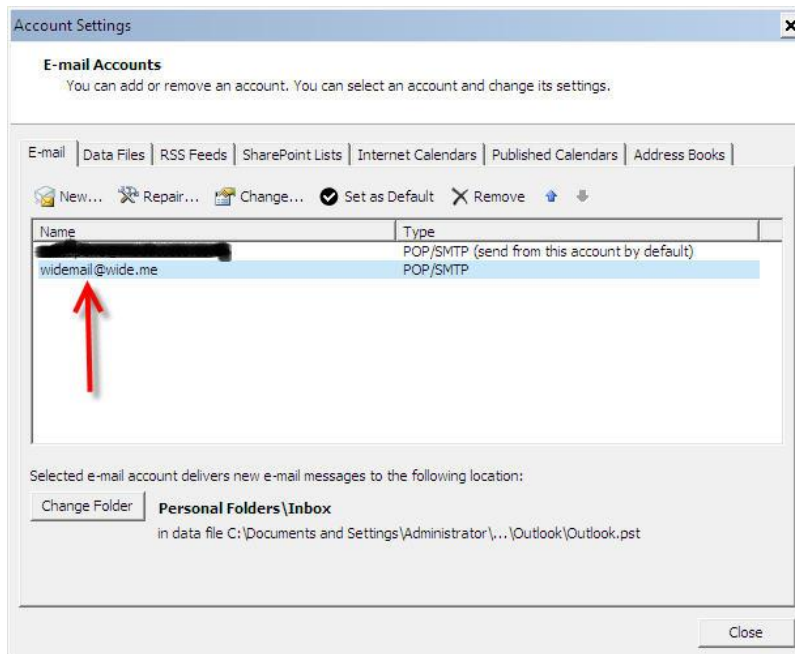 Account Settings
E-mail Accounts
You can add or remove an account. You can select an account and change its settings.
E-mail Data Files RSS Feeds SharePoint Lists Internet Calendars Published Calendars Address Books
New... Repair... Change... Set as Default Remove
Name Type
POP/SMTP (send from this account by default)
widemail@wide.me POP/SMTP
Selected e-mail account delivers new e-mail messages to the following location:
Change Folder Personal Folders\Inbox
in data file C:\Documents and Settings\Administrator\...\Outlook\Outlook.pst
Close